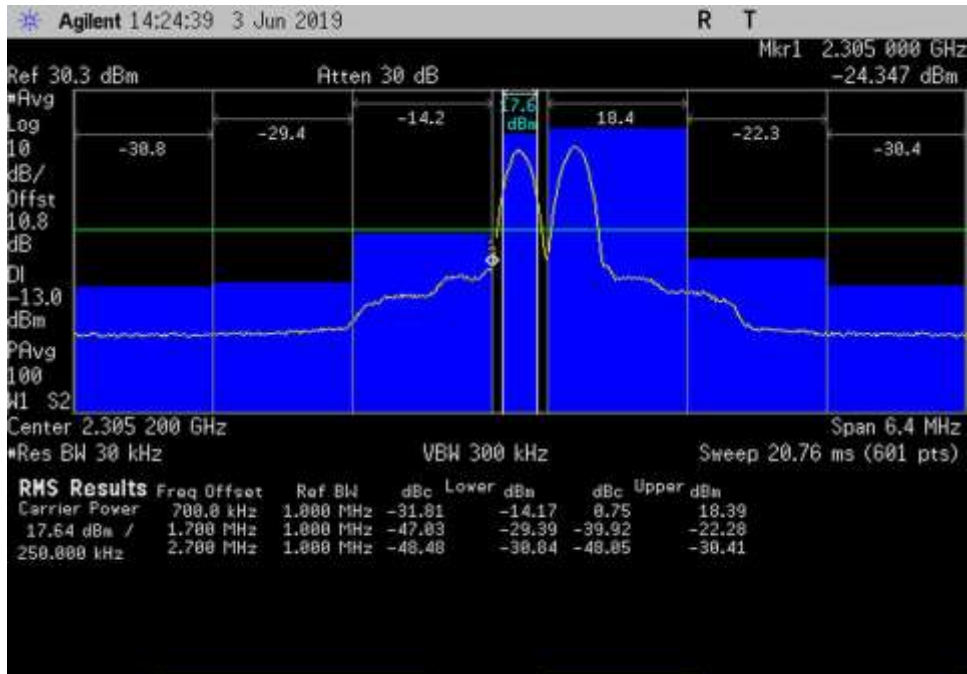 Agilent 14:24:39 3 Jun 2019 R T
Mkr1 2.305 000 GHz
Ref 30.3 dBm Atten 30 dB -24.347 dBm
#Avg
Log
10
dB/
Offst
10.8
dB
DI
-13.0
dBm
PAvg
100
W1 S2
-30.8
-29.4
-14.2
17.6
dBm
18.4
-22.3
-30.4
Center 2.305 200 GHz Span 6.4 MHz
#Res BW 30 kHz VBW 300 kHz Sweep 20.76 ms (601 pts)
RMS Results Freq Offset Ref BW dBc Lower dBm dBc Upper dBm
Carrier Power 700.0 kHz 1.000 MHz -31.81 -14.17 0.75 18.39
17.64 dBm / 1.700 MHz 1.000 MHz -47.03 -29.39 -39.92 -22.28
250.000 kHz 2.700 MHz 1.000 MHz -48.48 -30.84 -48.05 -30.41